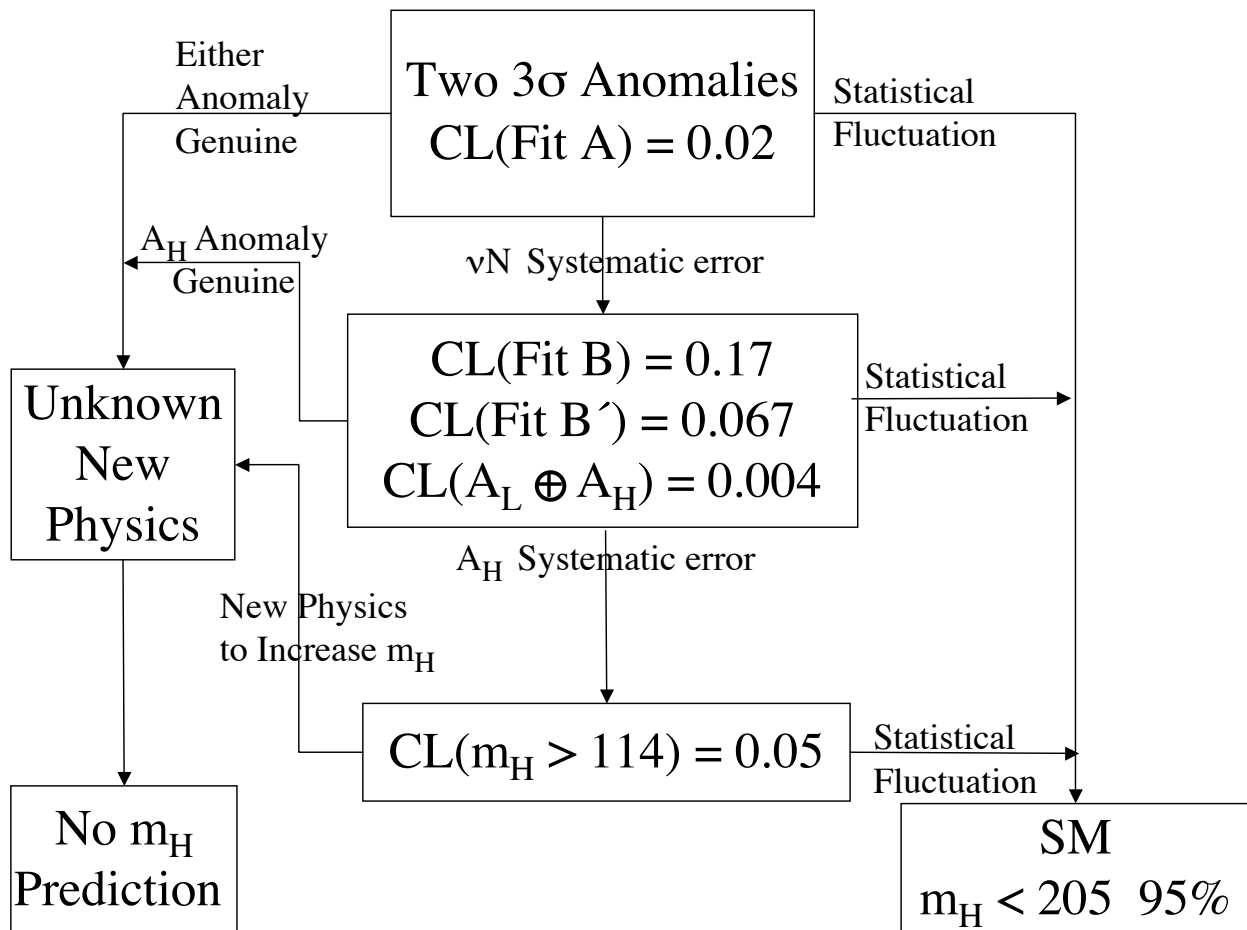 Either
Anomaly
Genuine
Two 3σ Anomalies
CL(Fit A) = 0.02
Statistical
Fluctuation
A_H Anomaly
Genuine
νN Systematic error
CL(Fit B) = 0.17
CL(Fit B´) = 0.067
CL(A_L ⊕ A_H) = 0.004
Statistical
Fluctuation
Unknown
New
Physics
A_H Systematic error
New Physics
to Increase m_H
CL(m_H > 114) = 0.05
Statistical
Fluctuation
No m_H
Prediction
SM
m_H < 205 95%